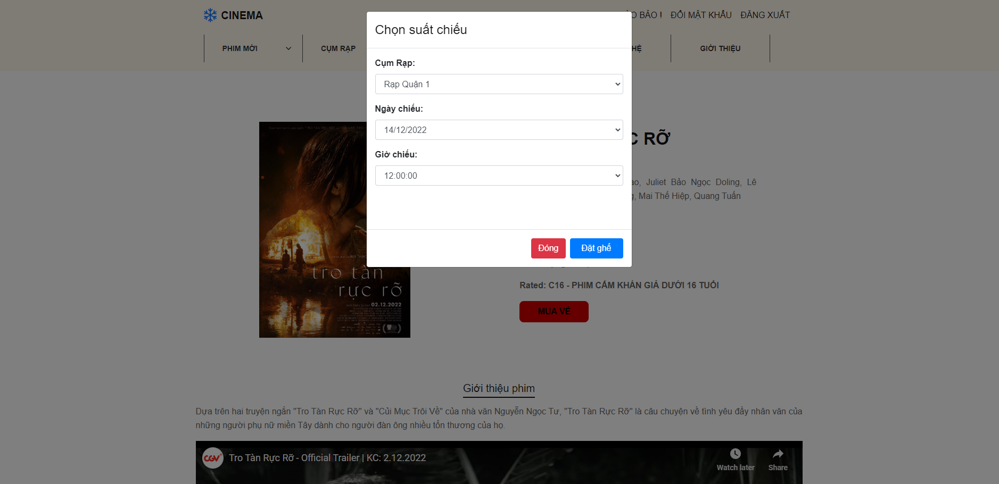 CINEMA
O BẢO !
ĐỔI MẬT KHẨU
ĐĂNG XUẤT
PHIM MỚI
CỤM RẠP
HỆ
GIỚI THIỆU
Chọn suất chiếu
Cụm Rạp:
Rạp Quận 1
Ngày chiếu:
14/12/2022
Giờ chiếu:
12:00:00
Đóng
Đặt ghế
C RỠ
ao, Juliet Bảo Ngọc Doling, Lê
g, Mai Thế Hiệp, Quang Tuấn
Rated: C16 - PHIM CẤM KHÁN GIẢ DƯỚI 16 TUỔI
MUA VÉ
tro tàn
rực rỡ
02.12.2022
Giới thiệu phim
Dựa trên hai truyện ngắn "Tro Tàn Rực Rỡ" và "Củi Mục Trôi Về" của nhà văn Nguyễn Ngọc Tư, "Tro Tàn Rực Rỡ" là câu chuyện về tình yêu đầy nhân văn của
những người phụ nữ miền Tây dành cho người đàn ông nhiều tổn thương của họ.
CGV
Tro Tàn Rực Rỡ - Official Trailer | KC: 2.12.2022
Watch later
Share